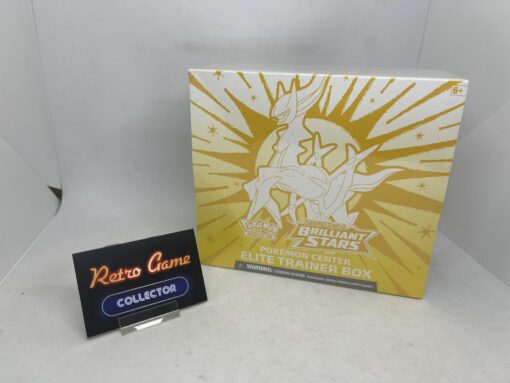 6+
Pokémon
BRILLIANT
STARS
POKÉMON CENTER
ELITE TRAINER BOX
WARNING:
Retro Game
COLLECTOR